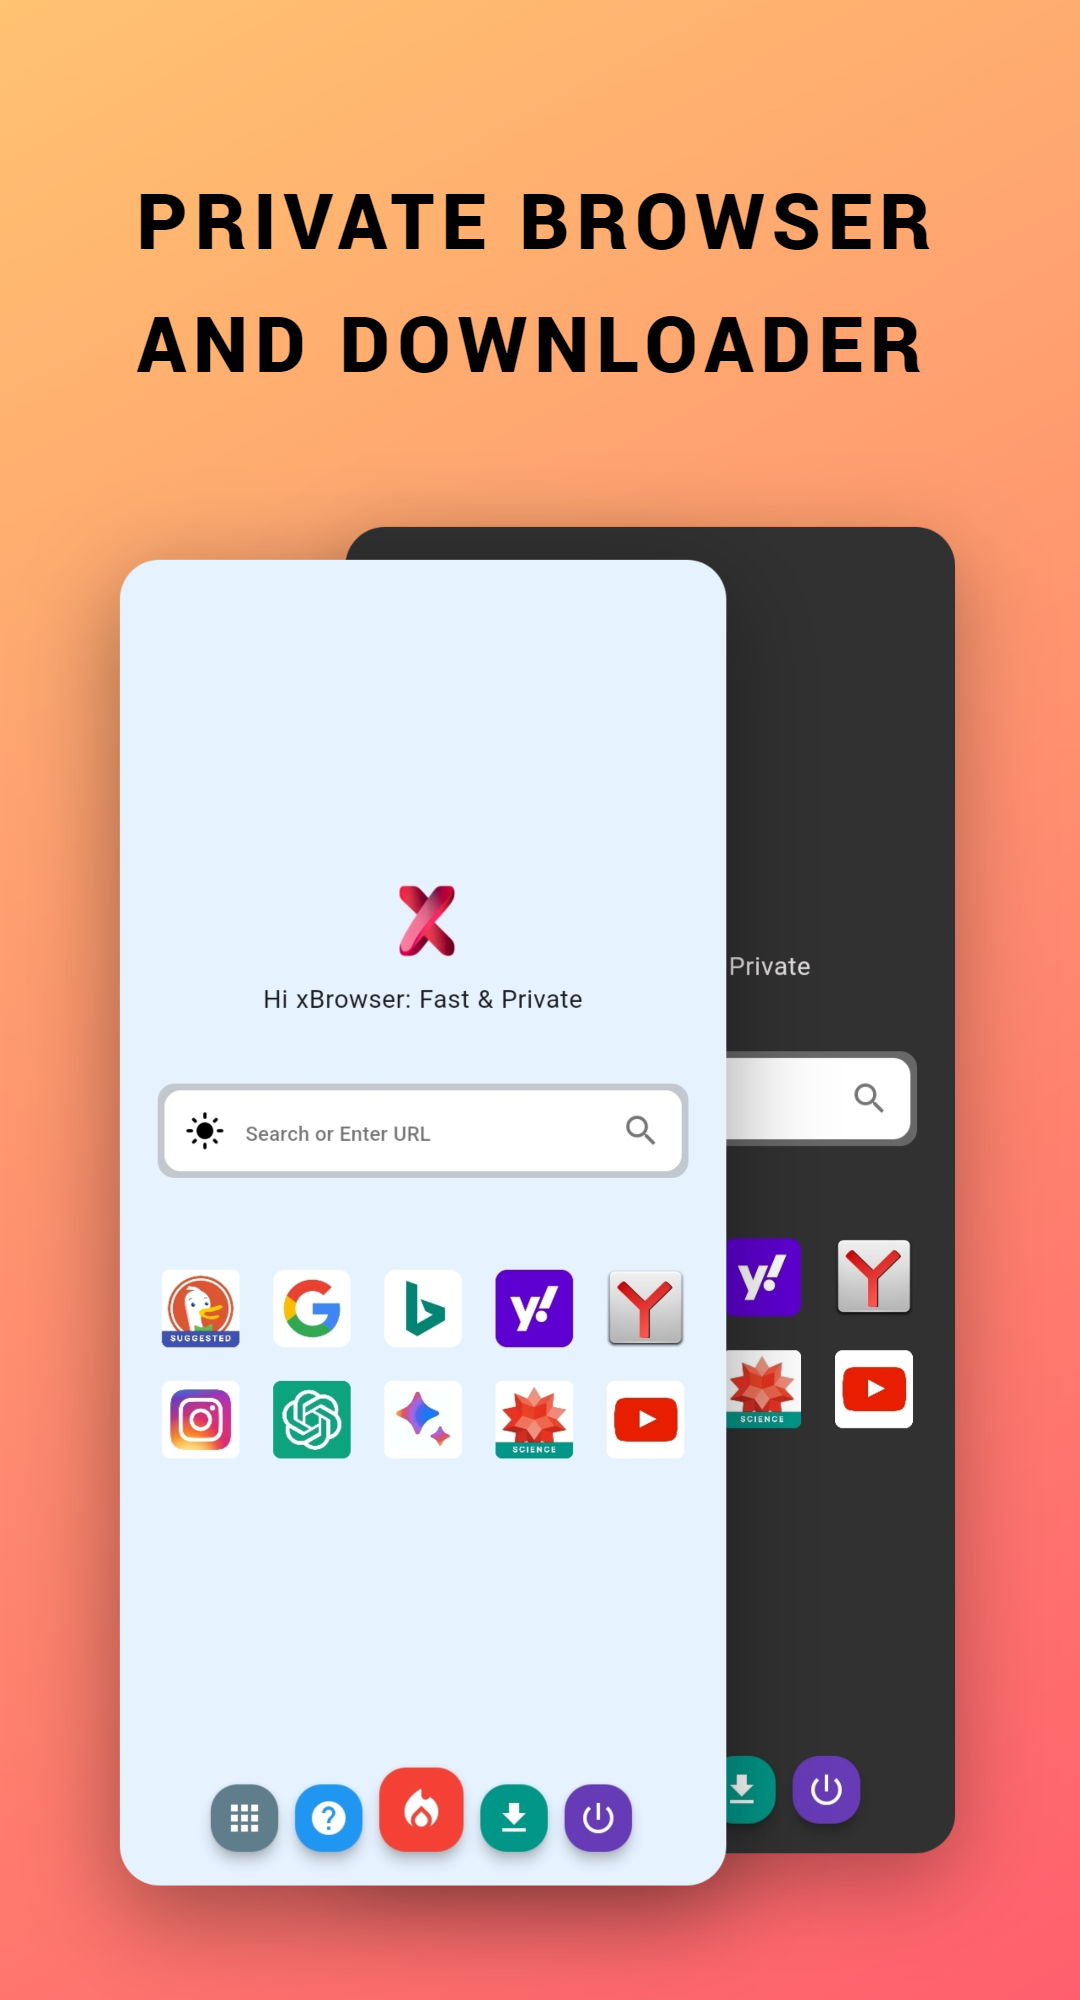 PRIVATE BROWSER
AND DOWNLOADER
Hi xBrowser: Fast & Private
Search or Enter URL
SUGGESTED
y!
SCIENCE
Private
y!
SCIENCE